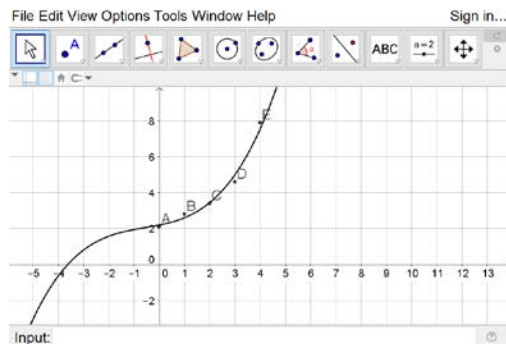 File Edit View Options Tools Window Help Sign in...
A ABC a=2
8
E
6
D
4
C
B
A
2
0
-5 -4 -3 -2 -1 0 1 2 3 4 5 6 7 8 9 10 11 12 13
-2
Input: